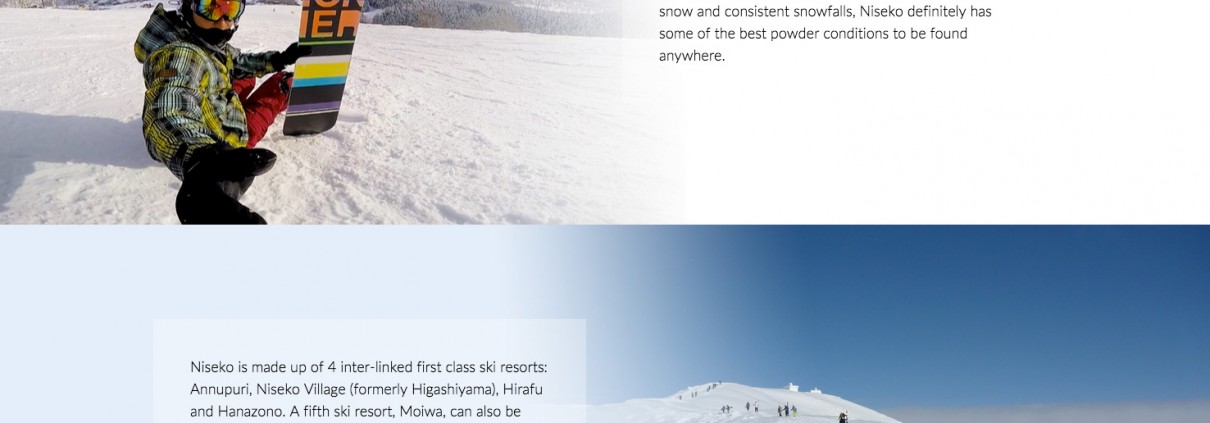 snow and consistent snowfalls, Niseko definitely has
some of the best powder conditions to be found
anywhere.
Niseko is made up of 4 inter-linked first class ski resorts:
Annupuri, Niseko Village (formerly Higashiyama), Hirafu
and Hanazono. A fifth ski resort, Moiwa, can also be